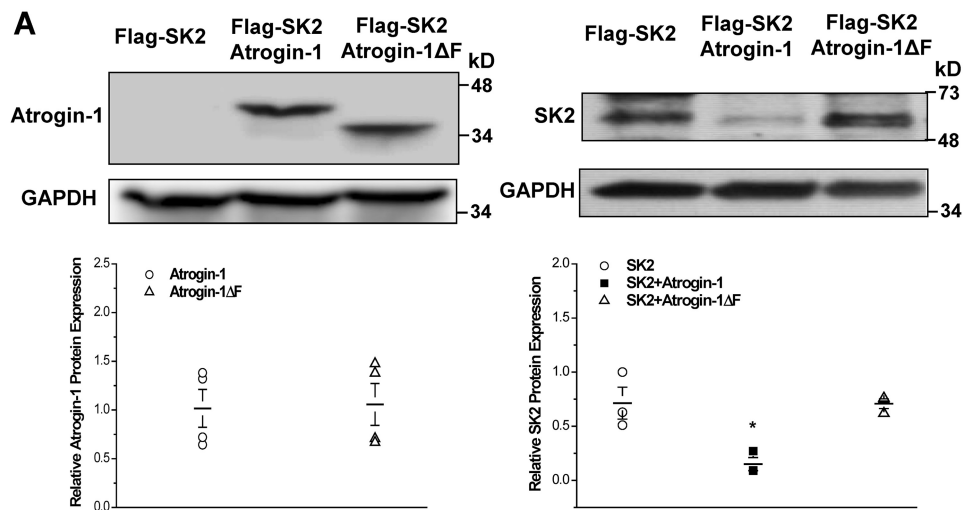 A
Flag-SK2
Flag-SK2
Atrogin-1
Flag-SK2
Atrogin-1ΔF
kD
Atrogin-1
48
34
GAPDH
34
Flag-SK2
Flag-SK2
Atrogin-1
Flag-SK2
Atrogin-1ΔF
kD
SK2
73
48
GAPDH
34
Relative Atrogin-1 Protein Expression
2.5
2.0
1.5
1.0
0.5
0.0
Atrogin-1
Atrogin-1ΔF
Relative SK2 Protein Expression
2.0
1.5
1.0
0.5
0.0
SK2
SK2+Atrogin-1
SK2+Atrogin-1ΔF
*